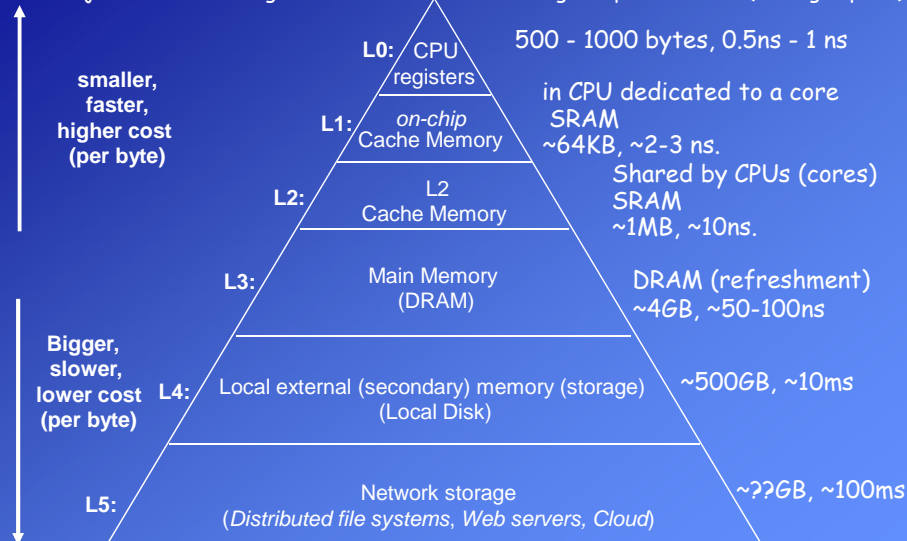 500 - 1000 bytes, 0.5ns - 1 ns
L0: CPU
registers
smaller,
faster,
higher cost
(per byte)
in CPU dedicated to a core
SRAM
~64KB, ~2-3 ns.
L1: on-chip
Cache Memory
Shared by CPUs (cores)
SRAM
~1MB, ~10ns.
L2: L2
Cache Memory
L3: Main Memory
(DRAM)
DRAM (refreshment)
~4GB, ~50-100ns
Bigger,
slower,
lower cost
(per byte)
L4: Local external (secondary) memory (storage)
(Local Disk)
~500GB, ~10ms
L5: Network storage
(Distributed file systems, Web servers, Cloud)
~??GB, ~100ms